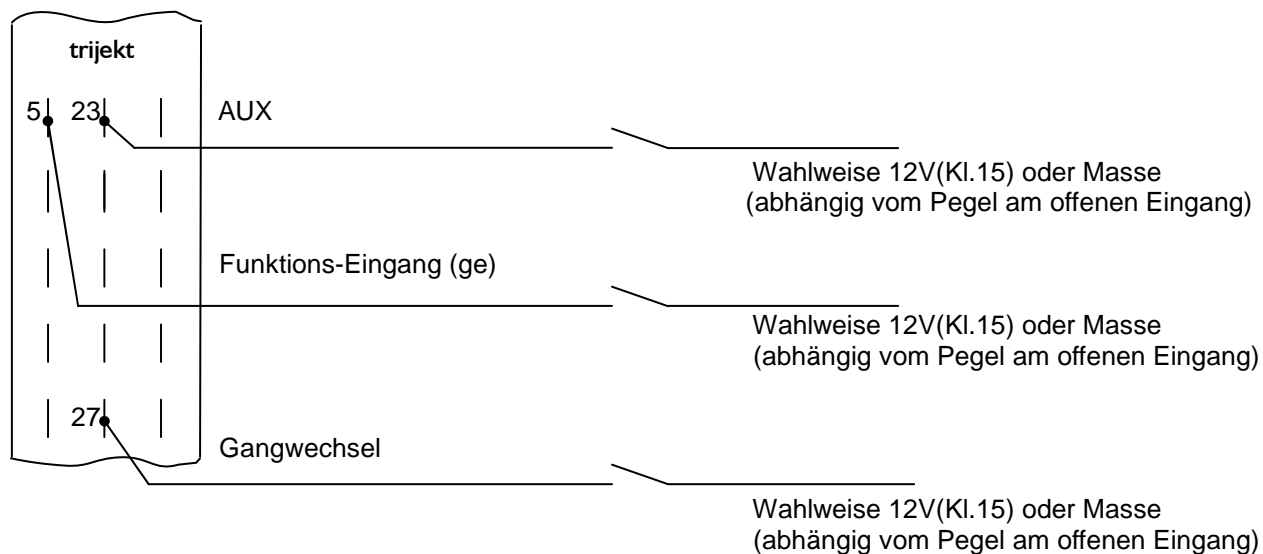 trijekt
5 23 AUX
Wahlweise 12V(Kl.15) oder Masse
(abhängig vom Pegel am offenen Eingang)
Funktions-Eingang (ge)
Wahlweise 12V(Kl.15) oder Masse
(abhängig vom Pegel am offenen Eingang)
27
Gangwechsel
Wahlweise 12V(Kl.15) oder Masse
(abhängig vom Pegel am offenen Eingang)